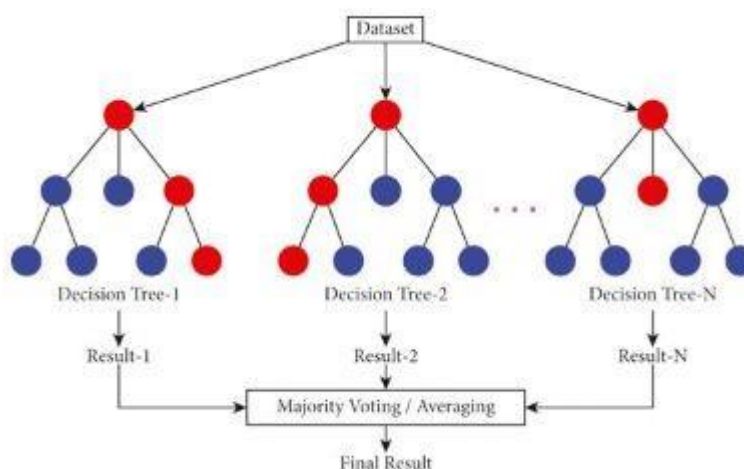 Dataset
Decision Tree-1
Decision Tree-2
Decision Tree-N
Result-1
Result-2
Result-N
Majority Voting / Averaging
Final Result